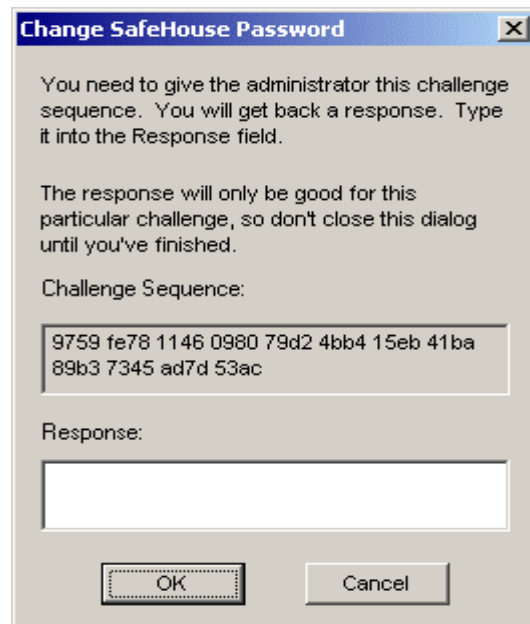 Change SafeHouse Password
You need to give the administrator this challenge
sequence.  You will get back a response.  Type
it into the Response field.
The response will only be good for this
particular challenge, so don't close this dialog
until you've finished.
Challenge Sequence:
9759 fe78 1146 0980 79d2 4bb4 15eb 41ba
89b3 7345 ad7d 53ac
Response:
OK
Cancel